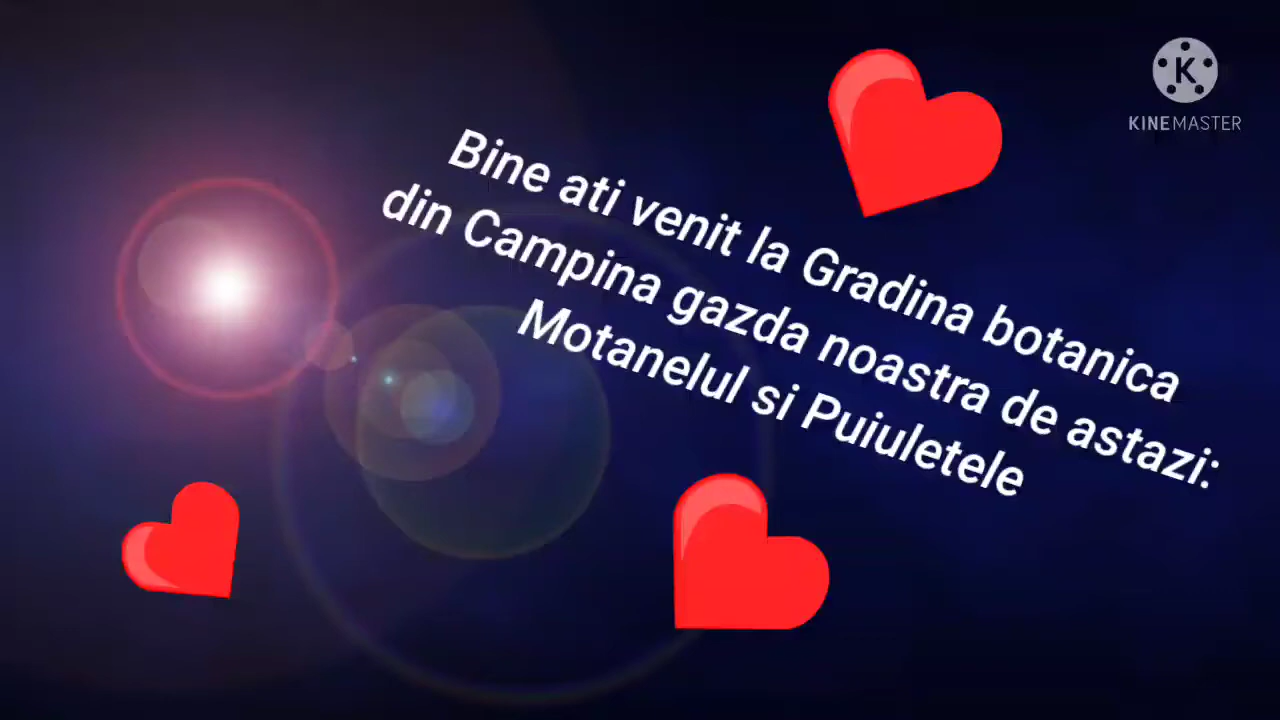 Bine ati venit la Gradina botanica
din Campina gazda noastra de astazi:
Motanelul si Puiuletele
K
KINEMASTER